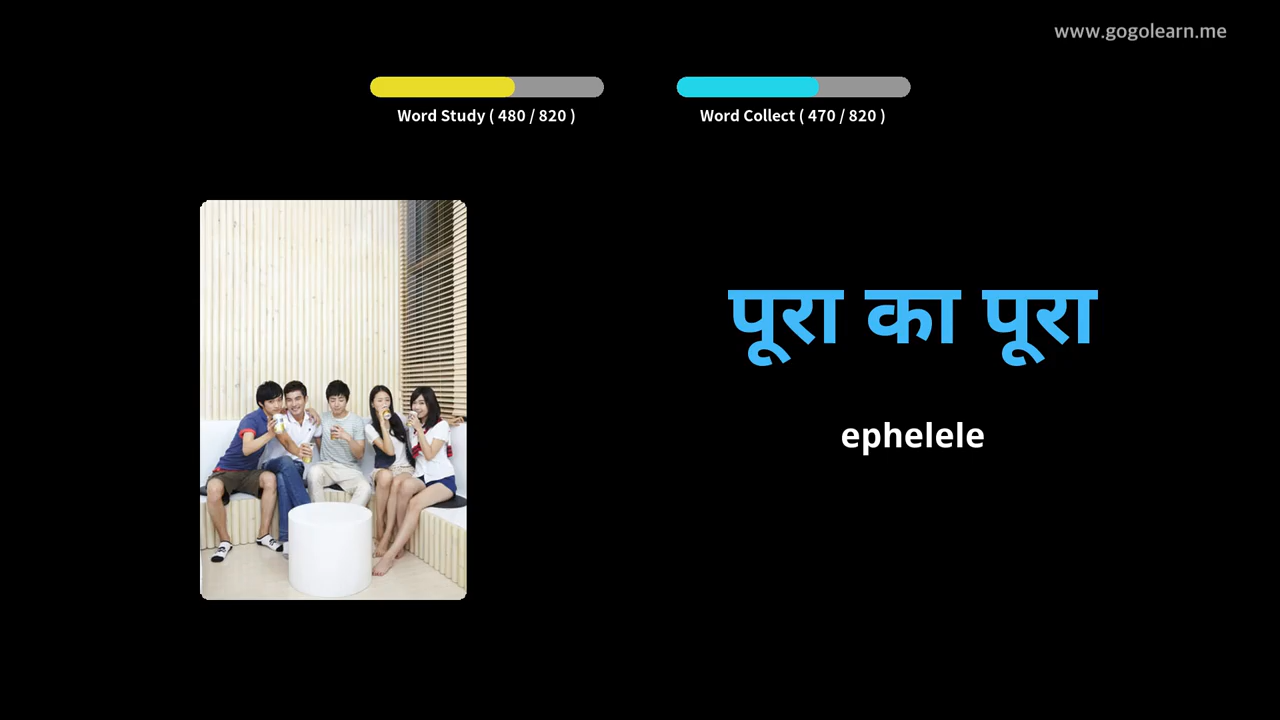 www.gogolearn.me
Word Study ( 480 / 820 )
Word Collect ( 470 / 820 )
पूरा का पूरा
ephelele